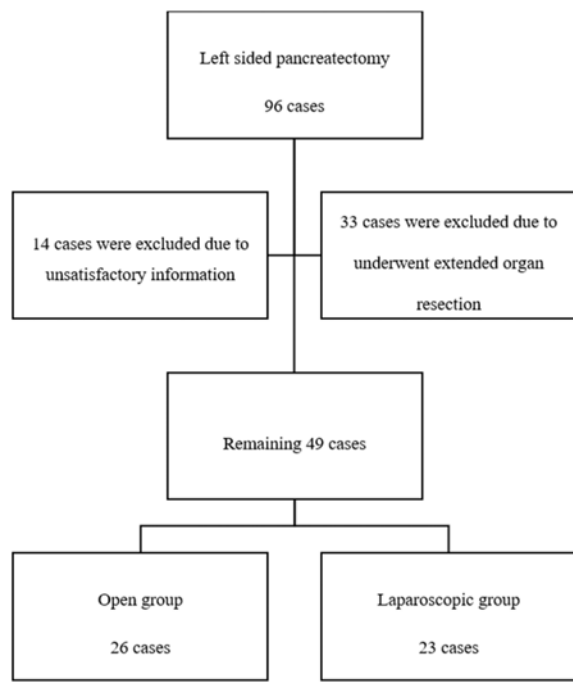 Left sided pancreatectomy
96 cases
14 cases were excluded due to
unsatisfactory information
33 cases were excluded due to
underwent extended organ
resection
Remaining 49 cases
Open group
26 cases
Laparoscopic group
23 cases